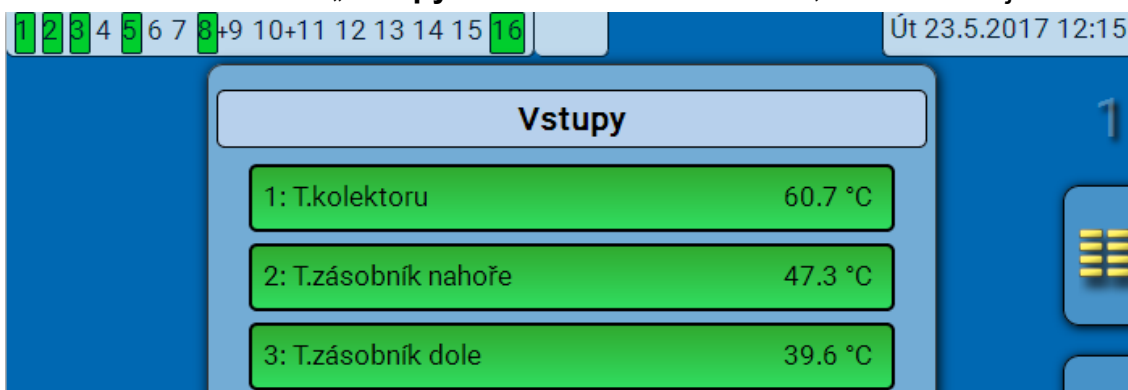 1 2 3 4 5 6 7 8+9 10+11 12 13 14 15 16
Út 23.5.2017 12:15
Vstupy
1
1: T.kolektoru 60.7 °C
2: T.zásobník nahoře 47.3 °C
3: T.zásobník dole 39.6 °C